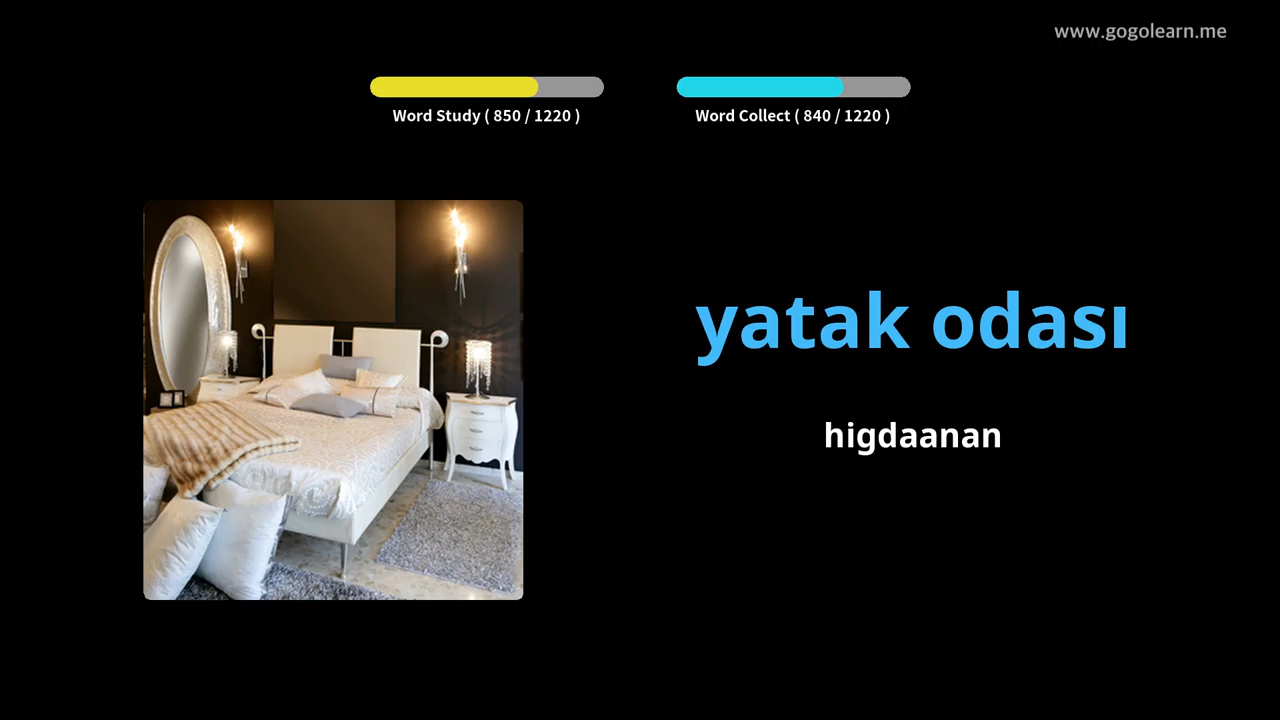 www.gogolearn.me
Word Study ( 850 / 1220 )
Word Collect ( 840 / 1220 )
yatak odası
higdaanan